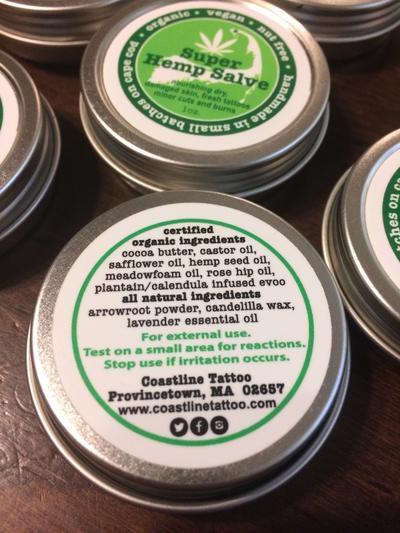 organic • vegan • nut free • handmade in small batches on cape cod •
Super
Hemp Salve
nourishing dry,
damaged skin, fresh tattoos
minor cuts and burns
1oz.
tches on ca
certified
organic ingredients
cocoa butter, castor oil,
safflower oil, hemp seed oil,
meadowfoam oil, rose hip oil,
plantain/calendula infused evoo
all natural ingredients
arrowroot powder, candelilla wax,
lavender essential oil
For external use.
Test on a small area for reactions.
Stop use if irritation occurs.
Coastline Tattoo
Provincetown, MA 02657
www.coastlinetattoo.com